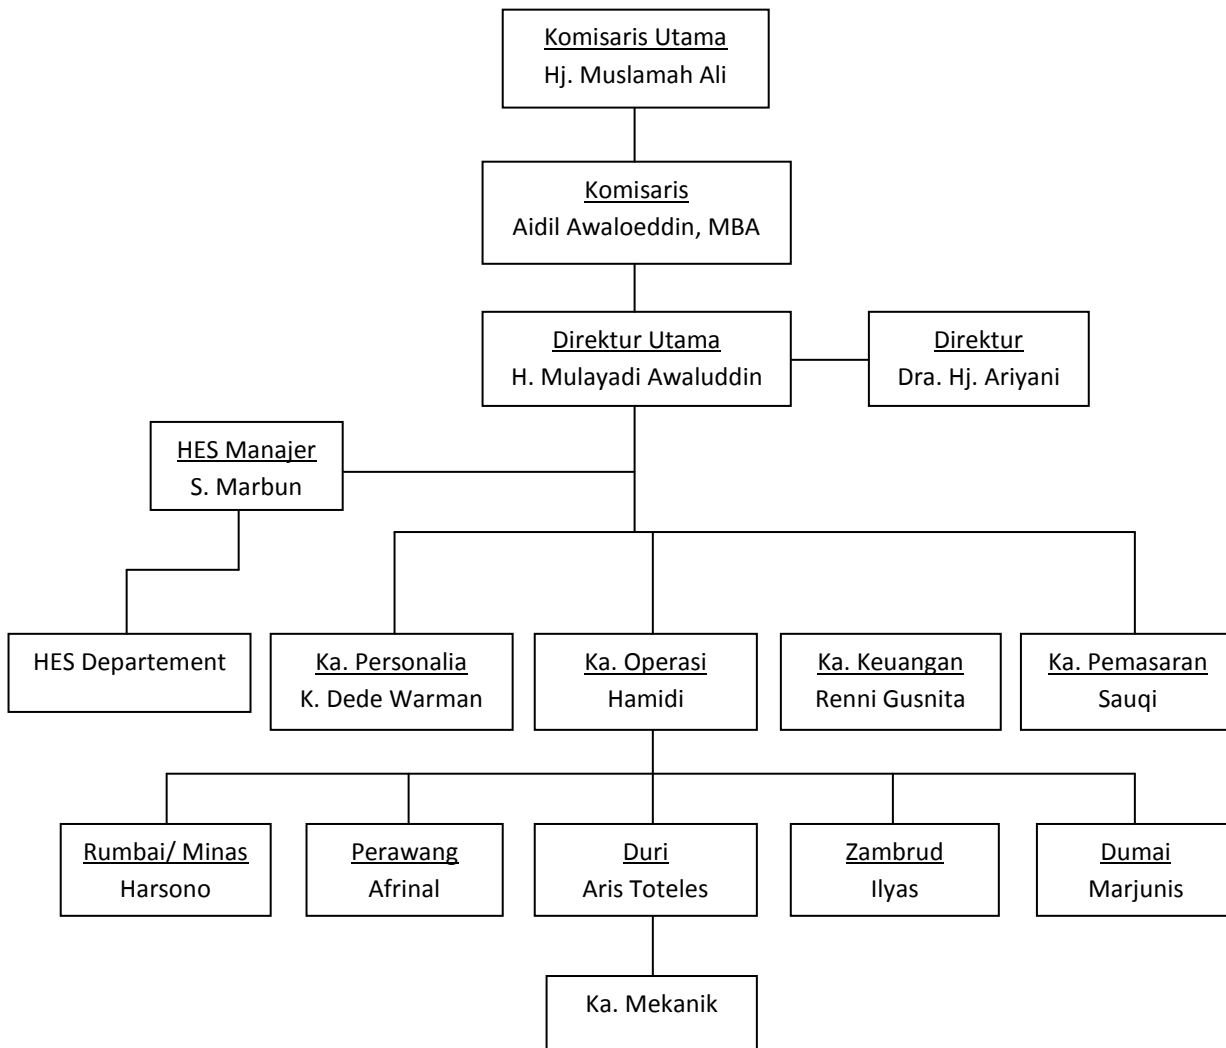 Komisaris Utama
Hj. Muslamah Ali
Komisaris
Aidil Awaloeddin, MBA
Direktur Utama
H. Mulayadi Awaluddin
Direktur
Dra. Hj. Ariyani
HES Manajer
S. Marbun
HES Departement
Ka. Personalia
K. Dede Warman
Ka. Operasi
Hamidi
Ka. Keuangan
Renni Gusnita
Ka. Pemasaran
Sauqi
Rumbai/ Minas
Harsono
Perawang
Afrinal
Duri
Aris Toteles
Zambrud
Ilyas
Dumai
Marjunis
Ka. Mekanik